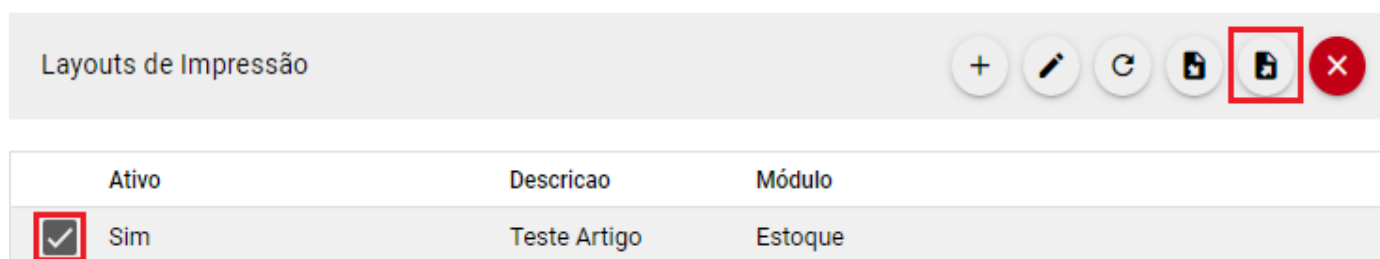 Layouts de Impressão
Ativo Descricao Módulo
Sim Teste Artigo Estoque